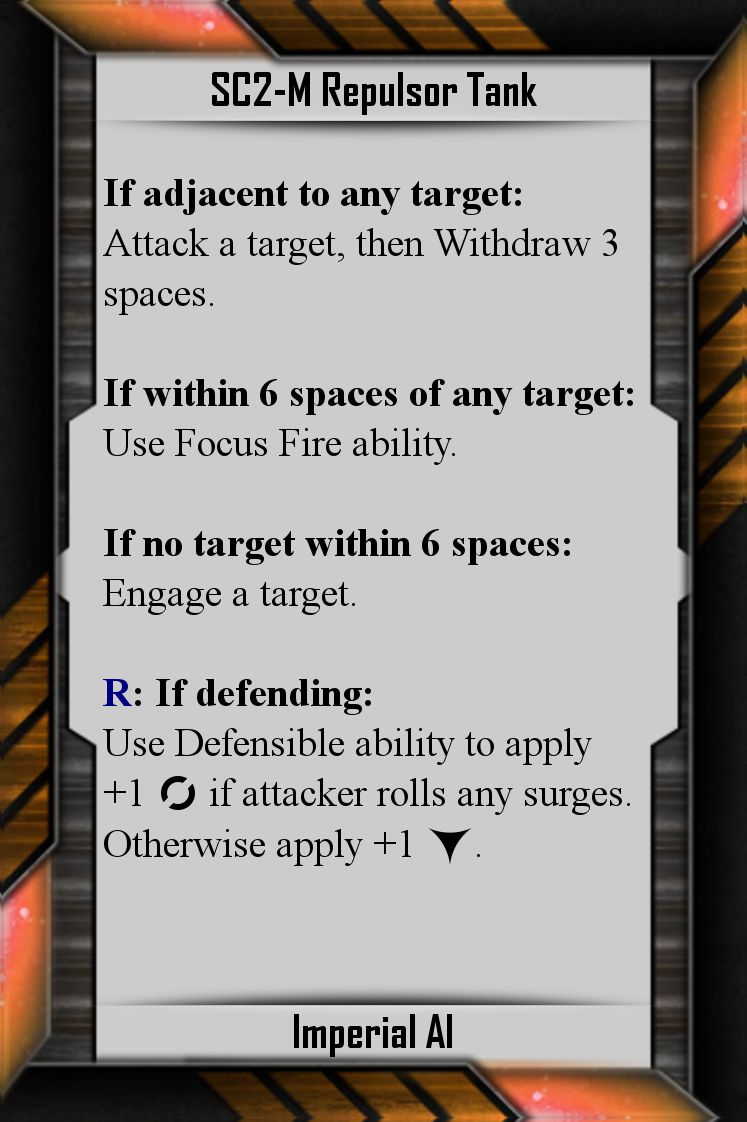 SC2-M Repulsor Tank
If adjacent to any target:
Attack a target, then Withdraw 3
spaces.
If within 6 spaces of any target:
Use Focus Fire ability.
If no target within 6 spaces:
Engage a target.
R: If defending:
Use Defensible ability to apply
+1 if attacker rolls any surges.
Otherwise apply +1 .
Imperial AI